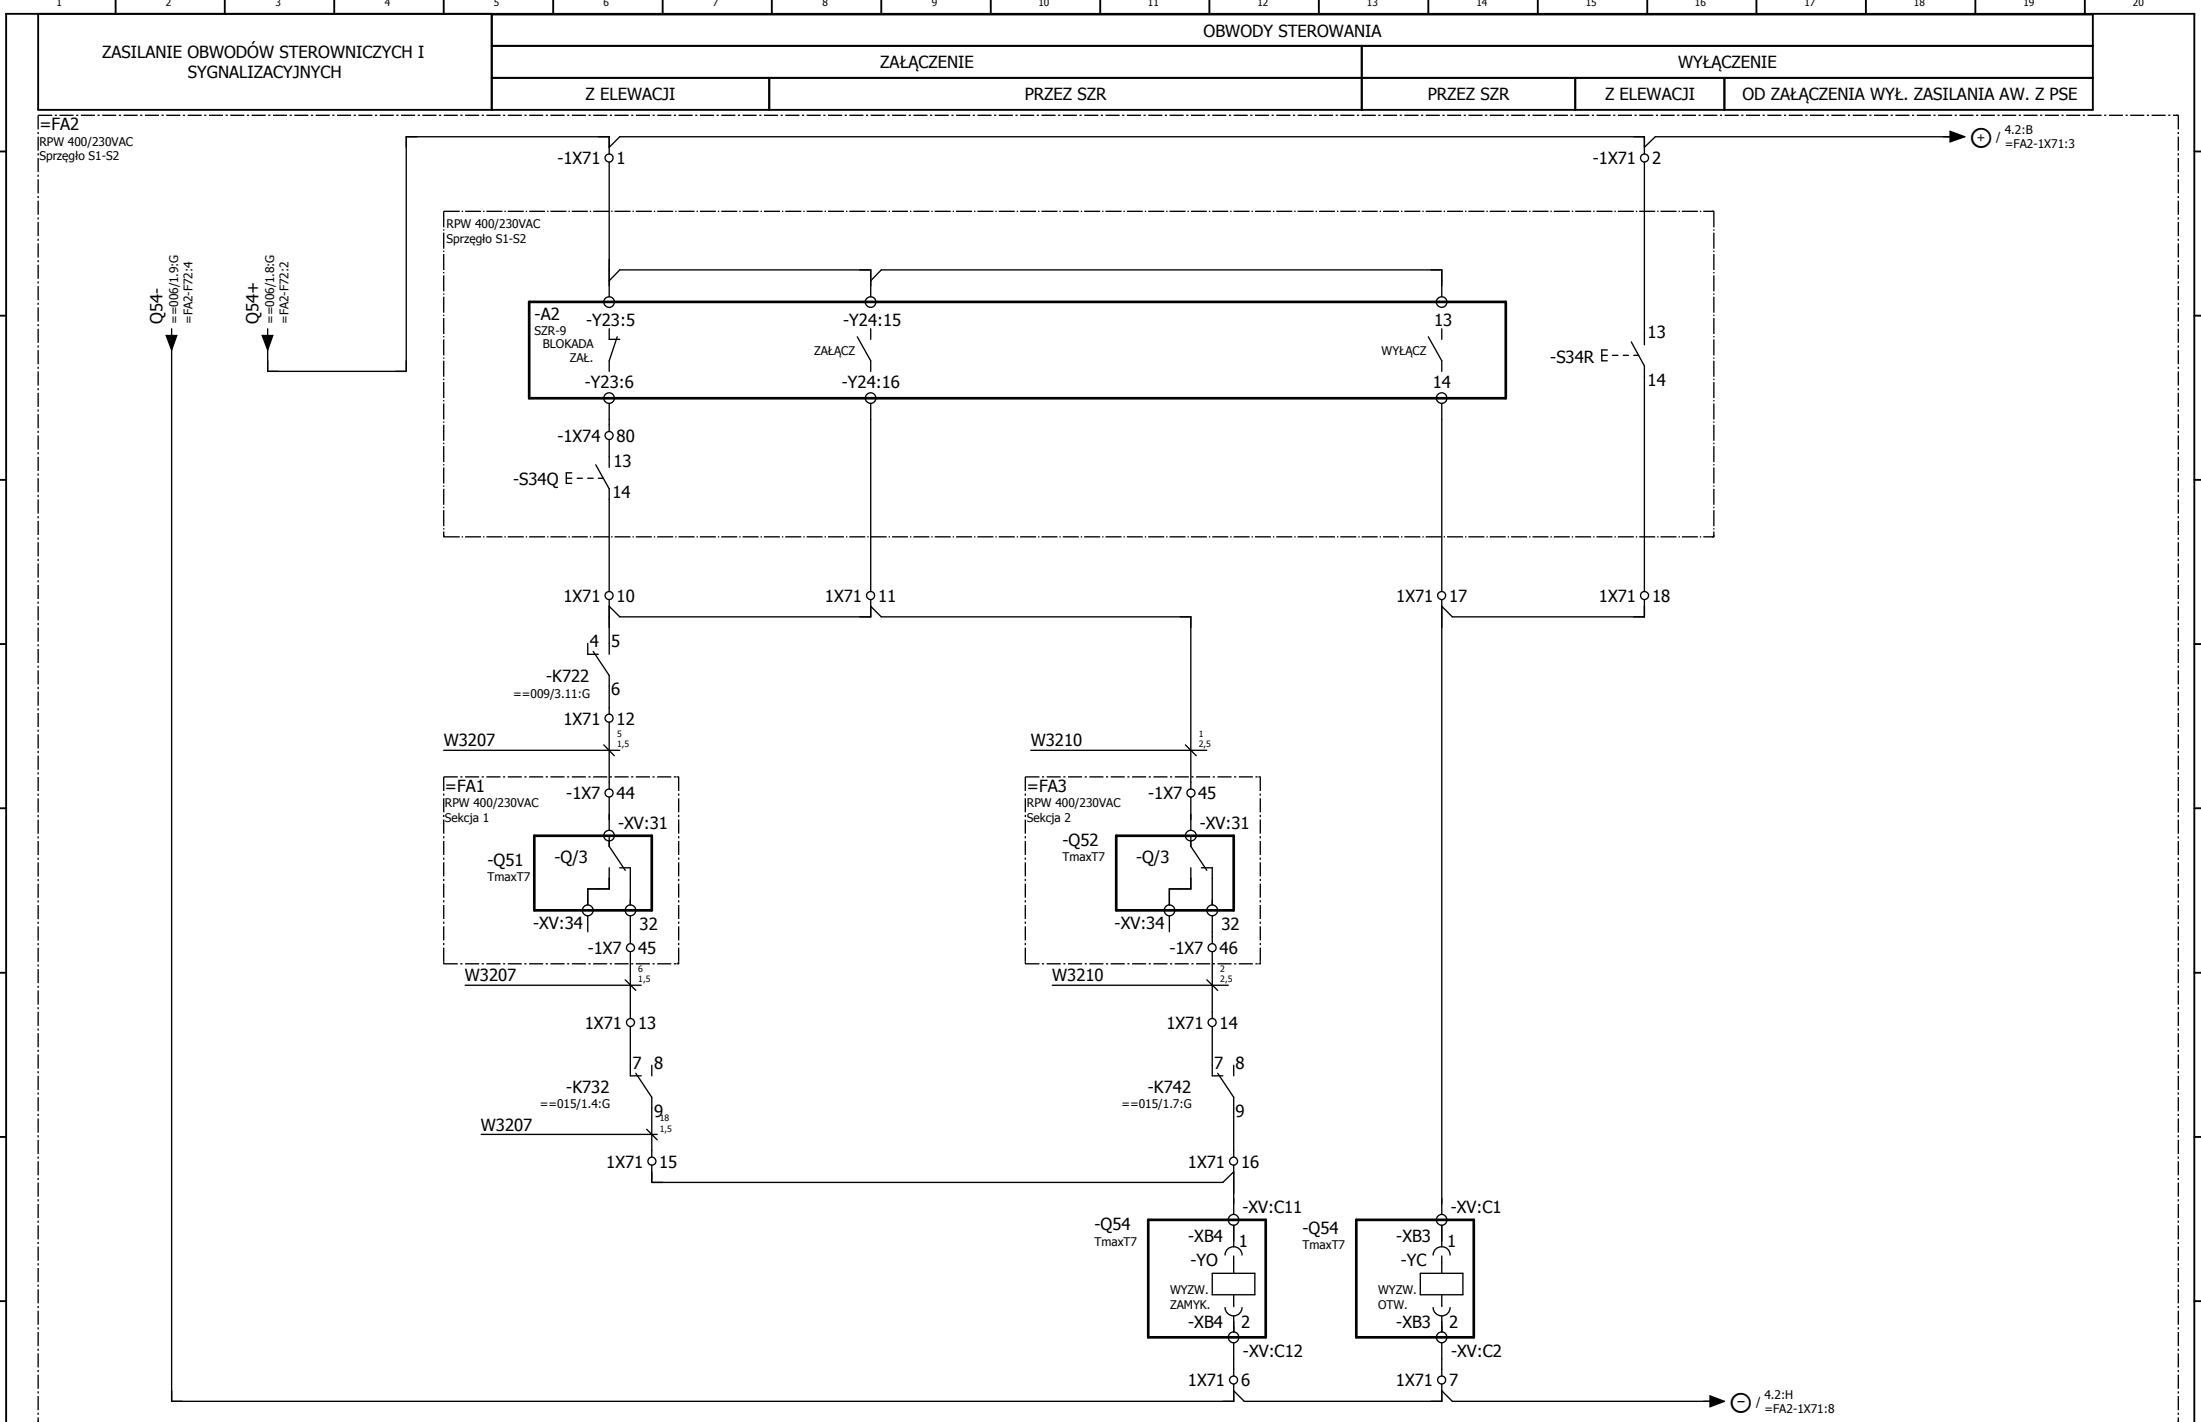 1 2 3 4 5 6 7 8 9 10 11 12 13 14 15 16 17 18 19 20
ZASILANIE OBWODÓW STEROWNICZYCH I
SYGNALIZACYJNYCH
OBWODY STEROWANIA
ZAŁĄCZENIE
WYŁĄCZENIE
Z ELEWACJI
PRZEZ SZR
PRZEZ SZR
Z ELEWACJI
OD ZAŁĄCZENIA WYŁ. ZASILANIA AW. Z PSE
=FA2
RPW 400/230VAC
Sprzęgło S1-S2
-1X71 1
-1X71 2
+ / 4.2:B
=FA2-1X71:3
RPW 400/230VAC
Sprzęgło S1-S2
Q54-
==006/1.9:G
=FA2-F72:4
Q54+
==006/1.8:G
=FA2-F72:2
-A2
SZR-9
BLOKADA
ZAŁ.
-Y23:5
-Y23:6
-Y24:15
ZAŁĄCZ
-Y24:16
13
WYŁĄCZ
14
13
-S34R E
14
-1X74 80
13
-S34Q E
14
1X71 10
1X71 11
1X71 17
1X71 18
4 5
-K722
==009/3.11:G
6
1X71 12
W3207
5
1,5
W3210
1
2,5
=FA1
RPW 400/230VAC
Sekcja 1
-1X7 44
-XV:31
-Q51
TmaxT7
-Q/3
-XV:34
32
-1X7 45
=FA3
RPW 400/230VAC
Sekcja 2
-1X7 45
-XV:31
-Q52
TmaxT7
-Q/3
-XV:34
32
-1X7 46
W3207
6
1,5
W3210
2
2,5
1X71 13
1X71 14
7 8
-K732
==015/1.4:G
9
7 8
-K742
==015/1.7:G
9
W3207
18
1,5
1X71 15
1X71 16
-XV:C11
-Q54
TmaxT7
-XB4 1
-YO
WYZW.
ZAMYK.
-XB4 2
-XV:C12
-XV:C1
-Q54
TmaxT7
-XB3 1
-YC
WYZW.
OTW.
-XB3 2
-XV:C2
1X71 6
1X71 7
- / 4.2:H
=FA2-1X71:8